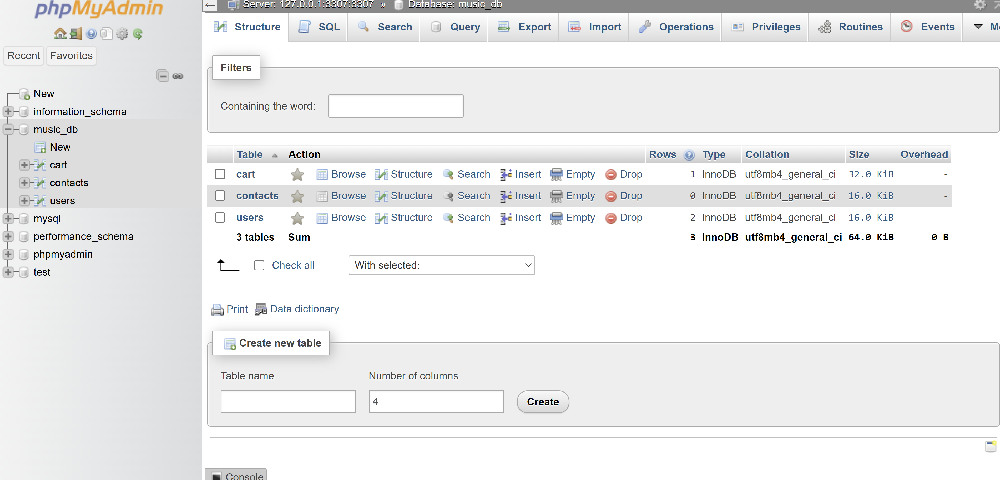 phpMyAdmin
Recent Favorites
New
information_schema
music_db
New
cart
contacts
users
mysql
performance_schema
phpmyadmin
test
← Server: 127.0.0.1:3307:3307 » Database: music_db
Structure SQL Search Query Export Import Operations Privileges Routines Events
Filters
Containing the word:
Table Action Rows Type Collation Size Overhead
cart Browse Structure Search Insert Empty Drop 1 InnoDB utf8mb4_general_ci 32.0 KiB -
contacts Browse Structure Search Insert Empty Drop 0 InnoDB utf8mb4_general_ci 16.0 KiB -
users Browse Structure Search Insert Empty Drop 2 InnoDB utf8mb4_general_ci 16.0 KiB -
3 tables Sum 3 InnoDB utf8mb4_general_ci 64.0 KiB 0 B
Check all With selected:
Print Data dictionary
Create new table
Table name Number of columns
4 Create
Console